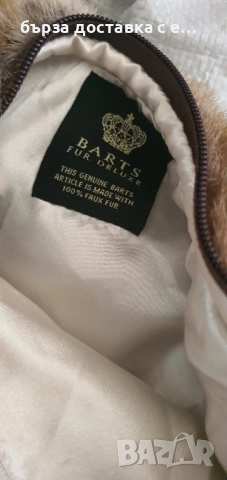 бърза доставка с е...
BARTS
FUR DELUXE
THIS GENUINE BARTS
ARTICLE IS MADE WITH
100% FAUX FUR
BAZAR